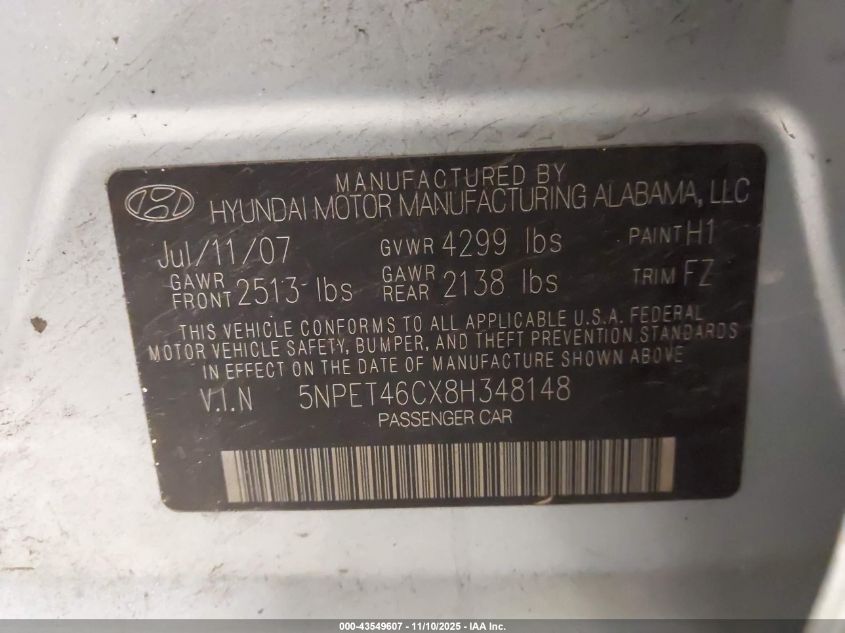 MANUFACTURED BY
HYUNDAI MOTOR MANUFACTURING ALABAMA, LLC
Jul/11/07 GVWR 4299 lbs PAINT H1
GAWR FRONT 2513 lbs GAWR REAR 2138 lbs TRIM FZ
THIS VEHICLE CONFORMS TO ALL APPLICABLE U.S.A. FEDERAL
MOTOR VEHICLE SAFETY, BUMPER, AND THEFT PREVENTION STANDARDS
IN EFFECT ON THE DATE OF MANUFACTURE SHOWN ABOVE
V.I.N 5NPET46CX8H348148
PASSENGER CAR
000-43549607 - 11/10/2025 - IAA Inc.